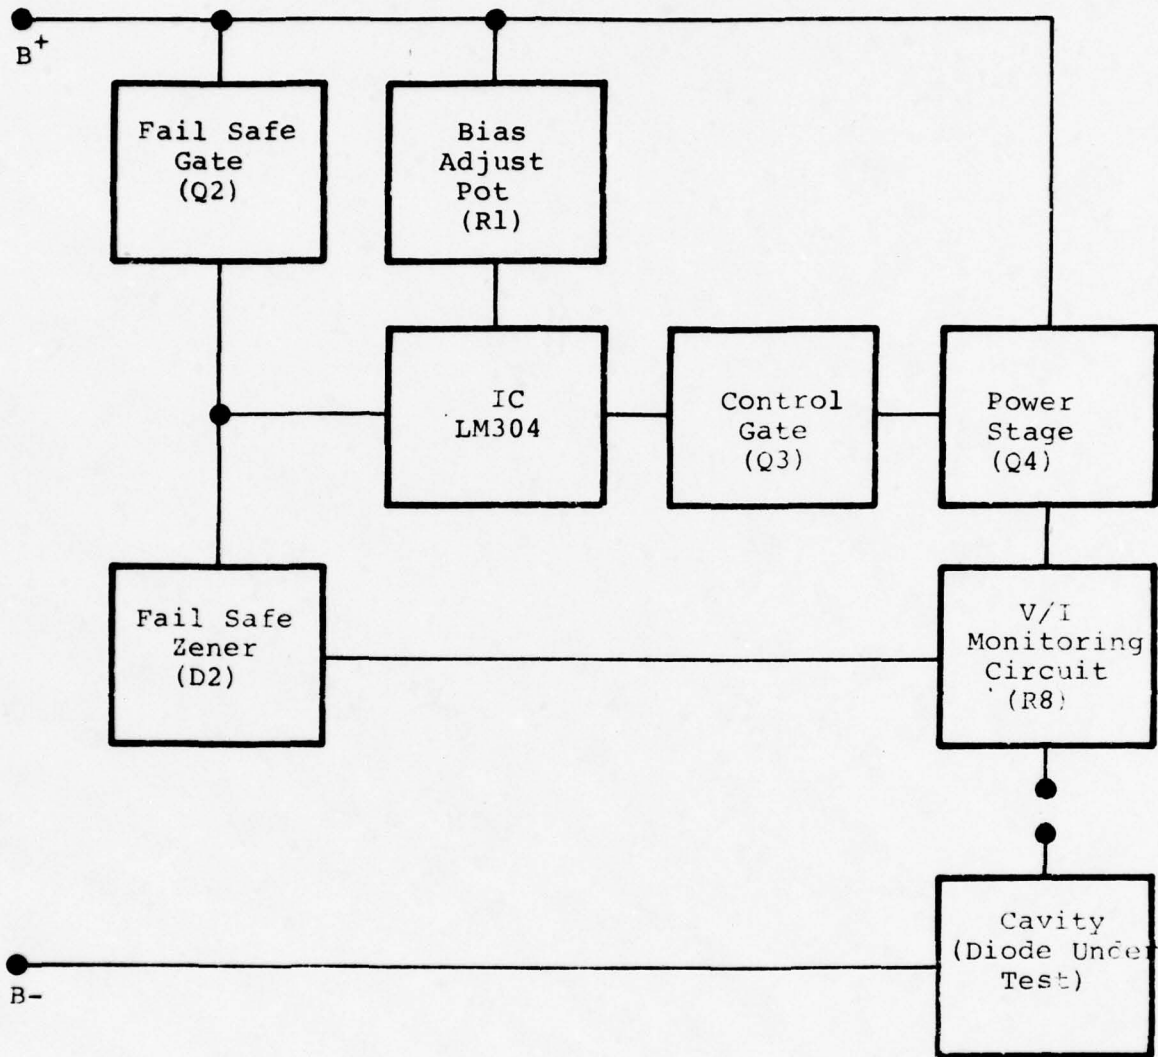 B+
Fail Safe
Gate
(Q2)
Bias
Adjust
Pot
(R1)
IC
LM304
Control
Gate
(Q3)
Power
Stage
(Q4)
Fail Safe
Zener
(D2)
V/I
Monitoring
Circuit
(R8)
Cavity
(Diode Under
Test)
B-